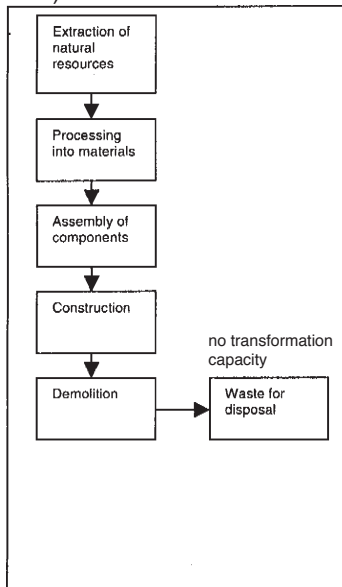 Extraction of
natural
resources
Processing
into materials
Assembly of
components
Construction
no transformation
capacity
Demolition
Waste for
disposal